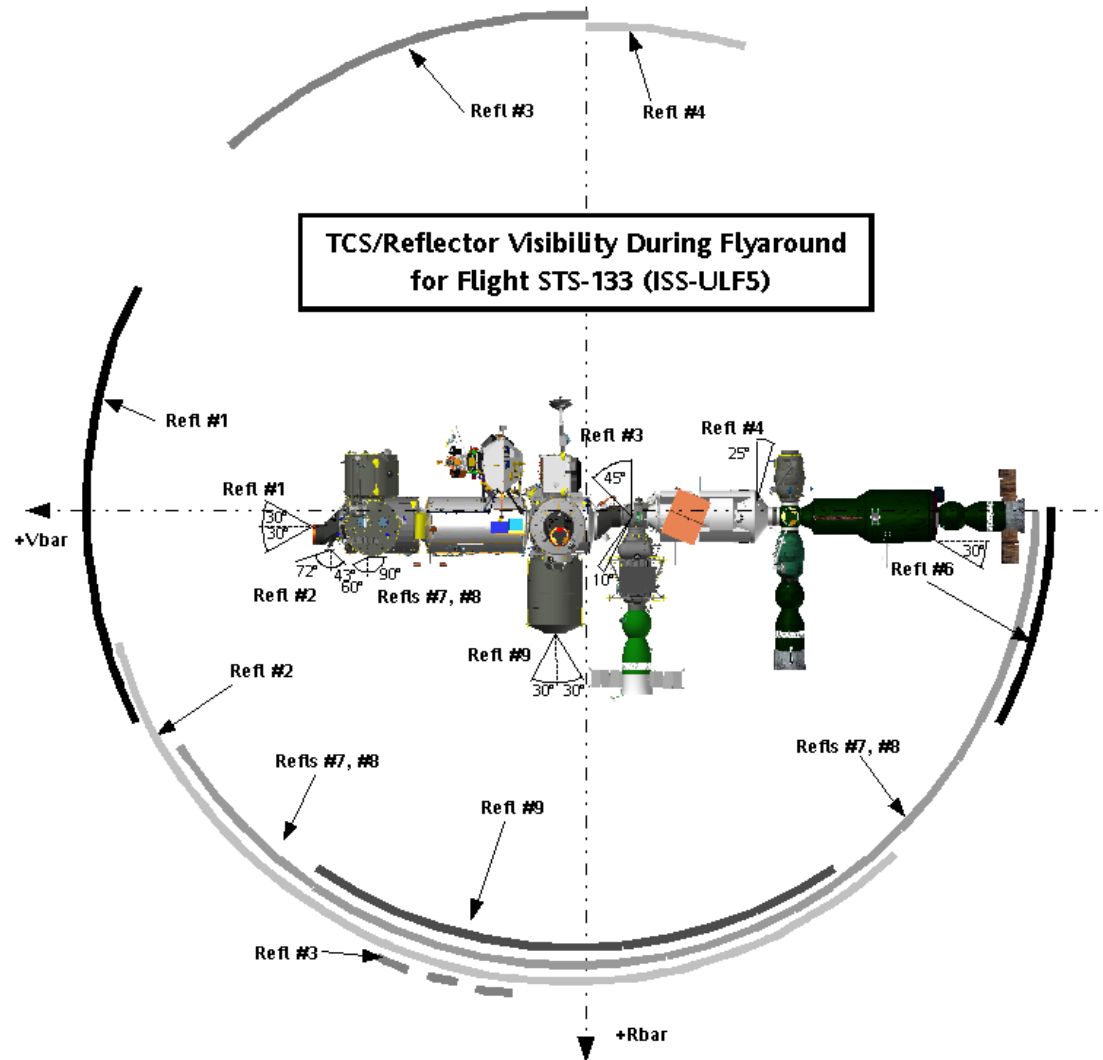 Refl #3
Refl #4
TCS/Reflector Visibility During Flyaround
for Flight STS-133 (ISS-ULF5)
Refl #1
Refl #3
Refl #4
25°
45°
Refl #1
30°
30°
+Vbar
72°
43°
60°
90°
10°
30°
Refl #2
Refls #7, #8
Refl #6
Refl #9
30°
30°
Refl #2
Refls #7, #8
Refls #7, #8
Refl #9
Refl #3
+Rbar